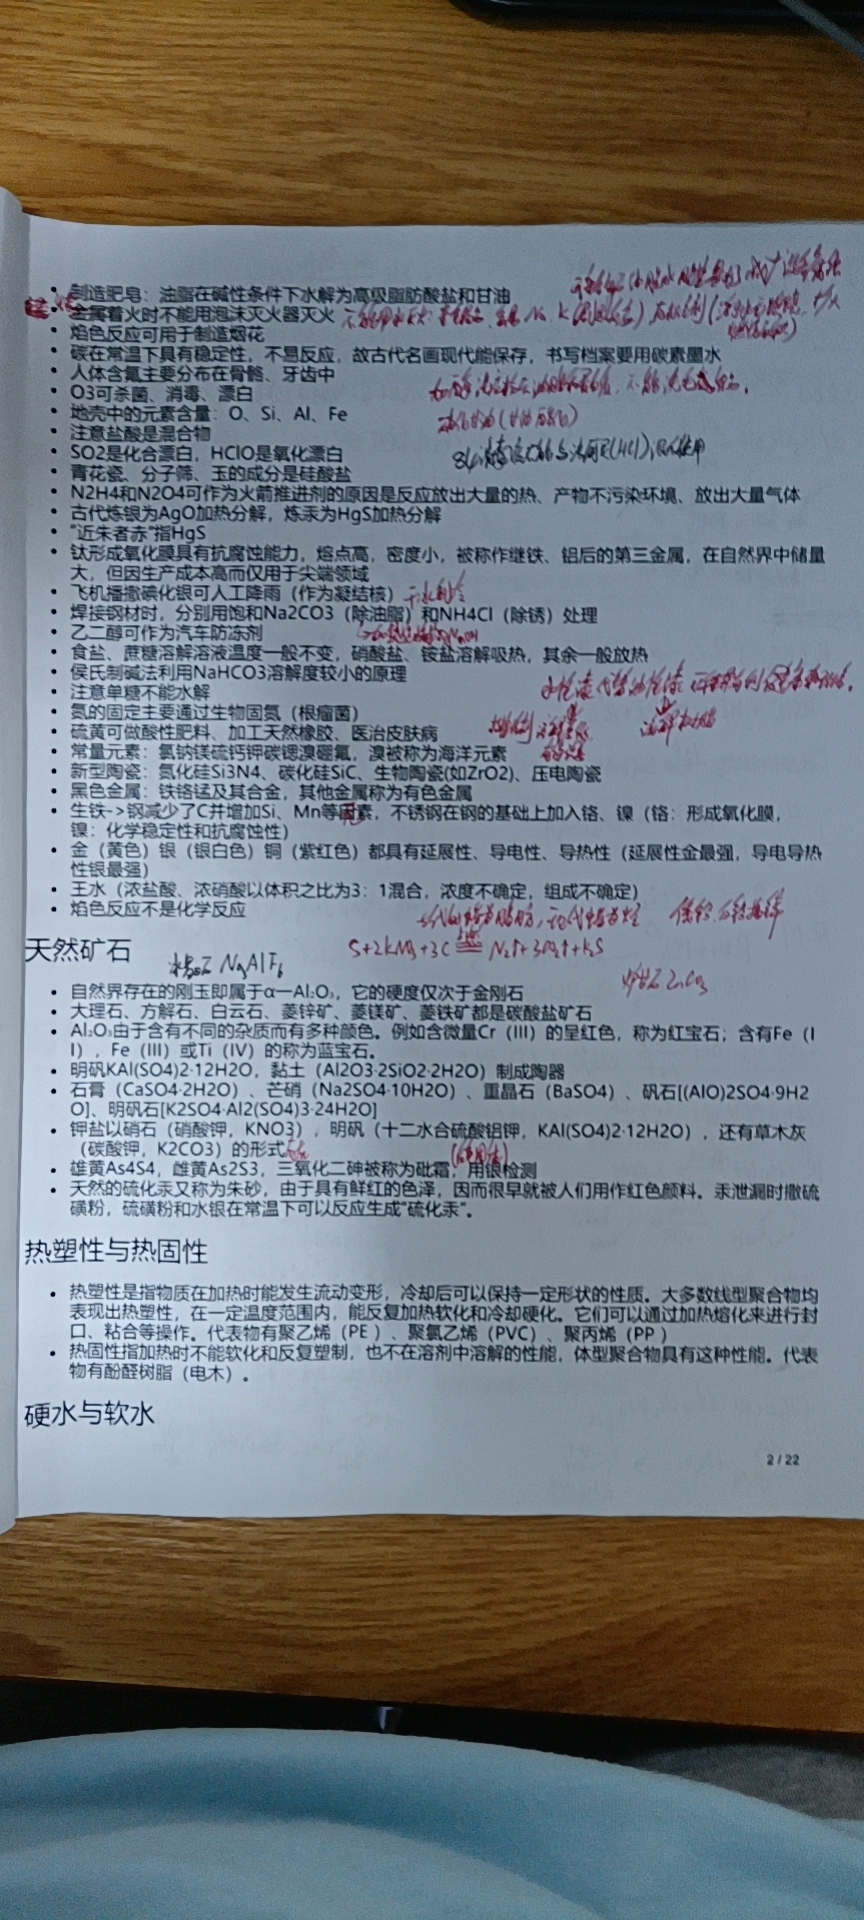 制造肥皂：油脂在碱性条件下水解为高级脂肪酸盐和甘油
金属着火时不能用泡沫灭火器灭火
焰色反应可用于制造烟花
碳在常温下具有稳定性，不易反应，故古代名画现代能保存，书写档案要用碳素墨水
人体含氟主要分布在骨骼、牙齿中
O3可杀菌、消毒、漂白
地壳中的元素含量：O、Si、Al、Fe
注意盐酸是混合物
SO2是化合漂白，HClO是氧化漂白
青花瓷、分子筛、玉的成分是硅酸盐
N2H4和N2O4可作为火箭推进剂的原因是反应放出大量的热、产物不污染环境、放出大量气体
古代炼银为AgO加热分解，炼汞为HgS加热分解
"近朱者赤"指HgS
钛形成氧化膜具有抗腐蚀能力，熔点高，密度小，被称作继铁、铝后的第三金属，在自然界中储量
大，但因生产成本高而仅用于尖端领域
飞机播撒碘化银可人工降雨（作为凝结核）干冰制冷
焊接钢材时，分别用饱和Na2CO3（除油脂）和NH4Cl（除锈）处理
乙二醇可作为汽车防冻剂
食盐、蔗糖溶解溶液温度一般不变，硝酸盐、铵盐溶解吸热，其余一般放热
侯氏制碱法利用NaHCO3溶解度较小的原理
注意单糖不能水解
氮的固定主要通过生物固氮（根瘤菌）
硫黄可做酸性肥料、加工天然橡胶、医治皮肤病
常量元素：氯钠镁硫钙钾碳锶溴硼氟，溴被称为海洋元素
新型陶瓷：氮化硅Si3N4、碳化硅SiC、生物陶瓷(如ZrO2)、压电陶瓷
黑色金属：铁铬锰及其合金，其他金属称为有色金属
生铁->钢减少了C并增加Si、Mn等元素，不锈钢在钢的基础上加入铬、镍（铬：形成氧化膜，
镍：化学稳定性和抗腐蚀性）
金（黄色）银（银白色）铜（紫红色）都具有延展性、导电性、导热性（延展性金最强，导电导热
性银最强）
王水（浓盐酸、浓硝酸以体积之比为3：1混合，浓度不确定，组成不确定）
焰色反应不是化学反应
S+2KNO3+3C N2↑+3CO2↑+K2S
天然矿石
Na3AlF6
炉甘石 ZnCO3
自然界存在的刚玉即属于α—Al₂O₃，它的硬度仅次于金刚石
大理石、方解石、白云石、菱锌矿、菱镁矿、菱铁矿都是碳酸盐矿石
Al₂O₃由于含有不同的杂质而有多种颜色。例如含微量Cr（III）的呈红色，称为红宝石；含有Fe（I
I），Fe（III）或Ti（IV）的称为蓝宝石。
明矾KAl(SO4)2·12H2O，黏土（Al2O3·2SiO2·2H2O）制成陶器
石膏（CaSO4·2H2O）、芒硝（Na2SO4·10H2O）、重晶石（BaSO4）、矾石[(AlO)2SO4·9H2
O]、明矾石[K2SO4·Al2(SO4)3·24H2O]
钾盐以硝石（硝酸钾，KNO3），明矾（十二水合硫酸铝钾，KAl(SO4)2·12H2O），还有草木灰
（碳酸钾，K2CO3）的形式
雄黄As4S4，雌黄As2S3，三氧化二砷被称为砒霜，用银检测
天然的硫化汞又称为朱砂，由于具有鲜红的色泽，因而很早就被人们用作红色颜料。汞泄漏时撒硫
磺粉，硫磺粉和水银在常温下可以反应生成"硫化汞"。
热塑性与热固性
热塑性是指物质在加热时能发生流动变形，冷却后可以保持一定形状的性质。大多数线型聚合物均
表现出热塑性，在一定温度范围内，能反复加热软化和冷却硬化。它们可以通过加热熔化来进行封
口、粘合等操作。代表物有聚乙烯（PE）、聚氯乙烯（PVC）、聚丙烯（PP）
热固性指加热时不能软化和反复塑制，也不在溶剂中溶解的性能，体型聚合物具有这种性能。代表
物有酚醛树脂（电木）。
硬水与软水
2 / 22